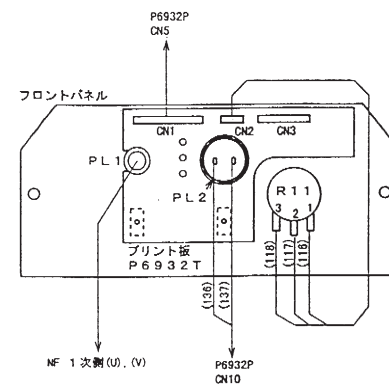 P6932P
CN5
フロントパネル
CN1
CN2
CN3
PL1
PL2
R11
3
2
1
プリント板
P6932T
(136)
(137)
(118)
(117)
(116)
NF 1次側(U),(V)
P6932P
CN10